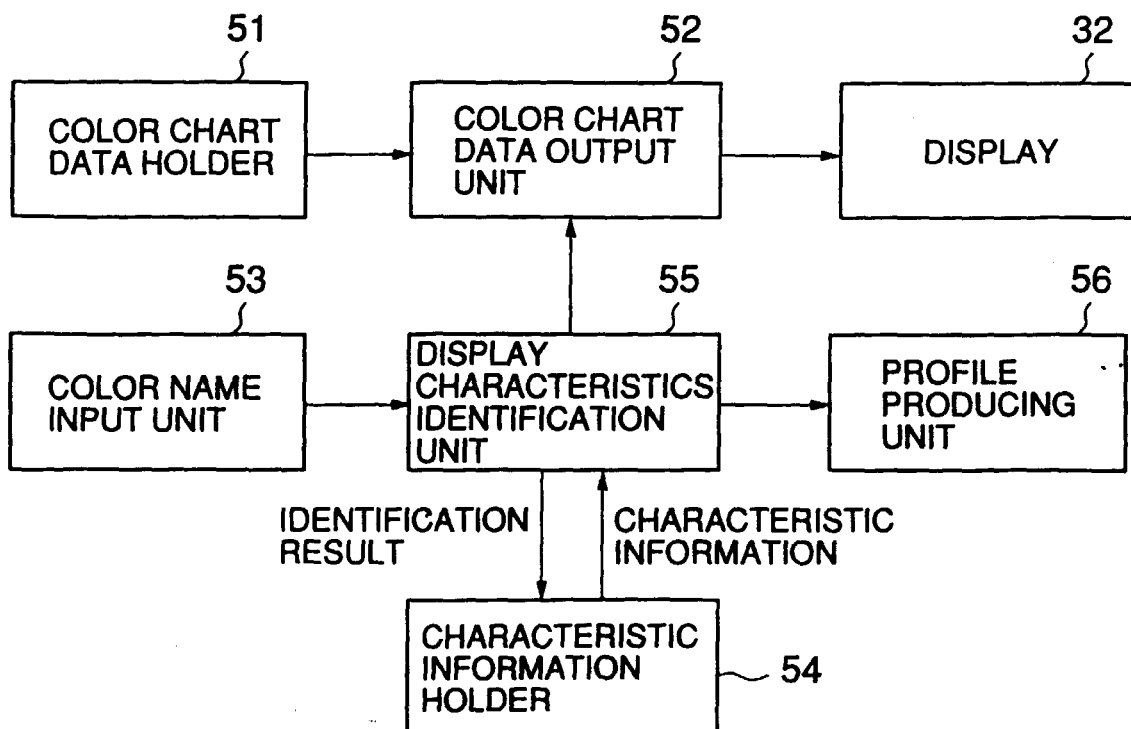 51
52
32
COLOR CHART
DATA HOLDER
COLOR CHART
DATA OUTPUT
UNIT
DISPLAY
53
55
56
COLOR NAME
INPUT UNIT
DISPLAY
CHARACTERISTICS
IDENTIFICATION
UNIT
PROFILE
PRODUCING
UNIT
IDENTIFICATION
RESULT
CHARACTERISTIC
INFORMATION
CHARACTERISTIC
INFORMATION
HOLDER
54